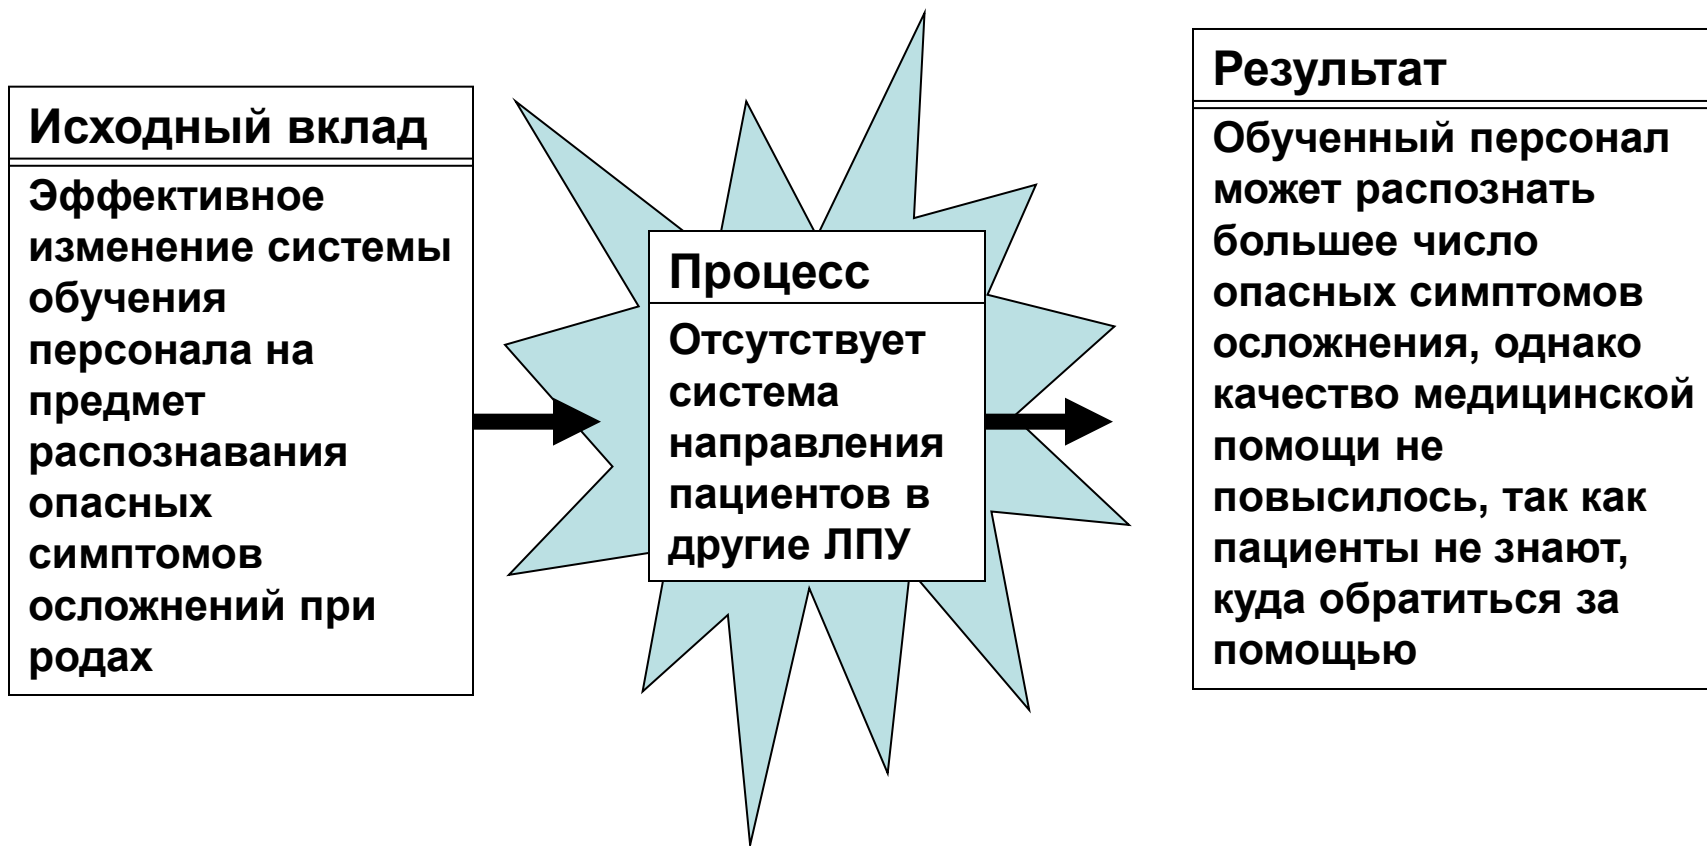 Исходный вклад
Эффективное
изменение системы
обучения
персонала на
предмет
распознавания
опасных
симптомов
осложнений при
родах
Процесс
Отсутствует
система
направления
пациентов в
другие ЛПУ
Результат
Обученный персонал
может распознать
большее число
опасных симптомов
осложнения, однако
качество медицинской
помощи не
повысилось, так как
пациенты не знают,
куда обратиться за
помощью